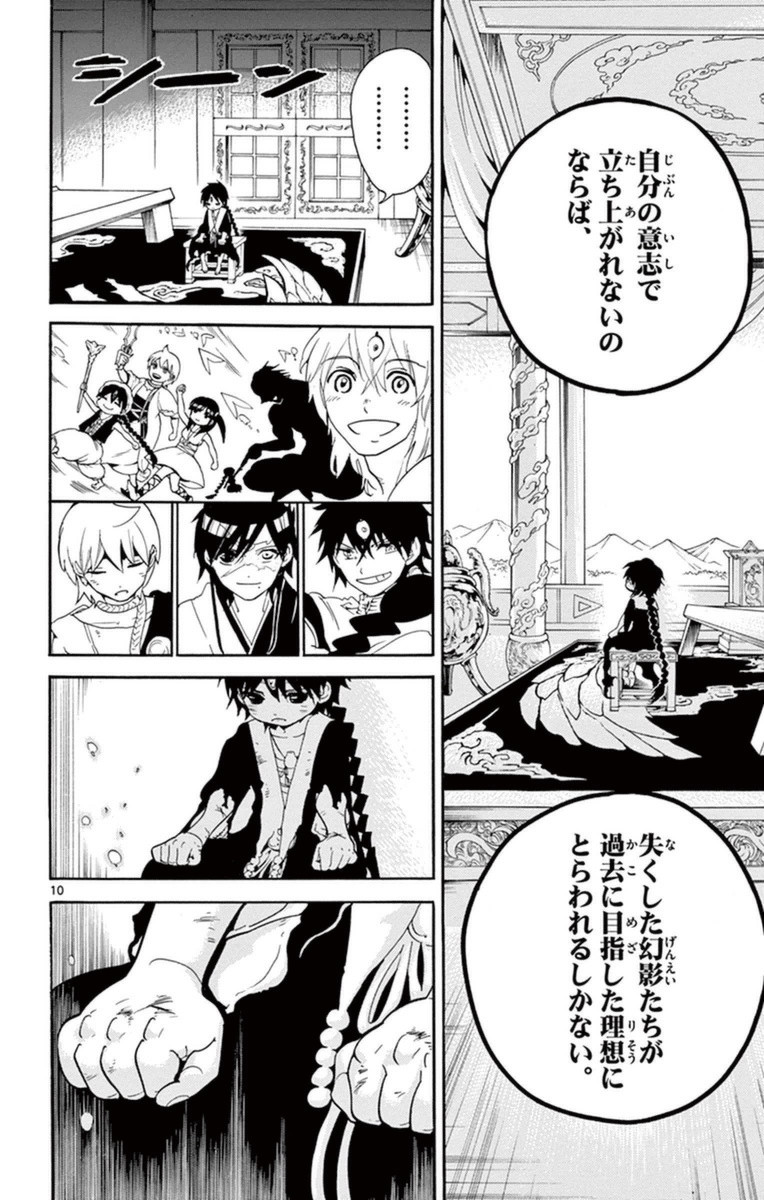 自分の意志で
立ち上がれないの
ならば、
失くした幻影たちが
過去に目指した理想に
とらわれるしかない。
…………
シーン
10